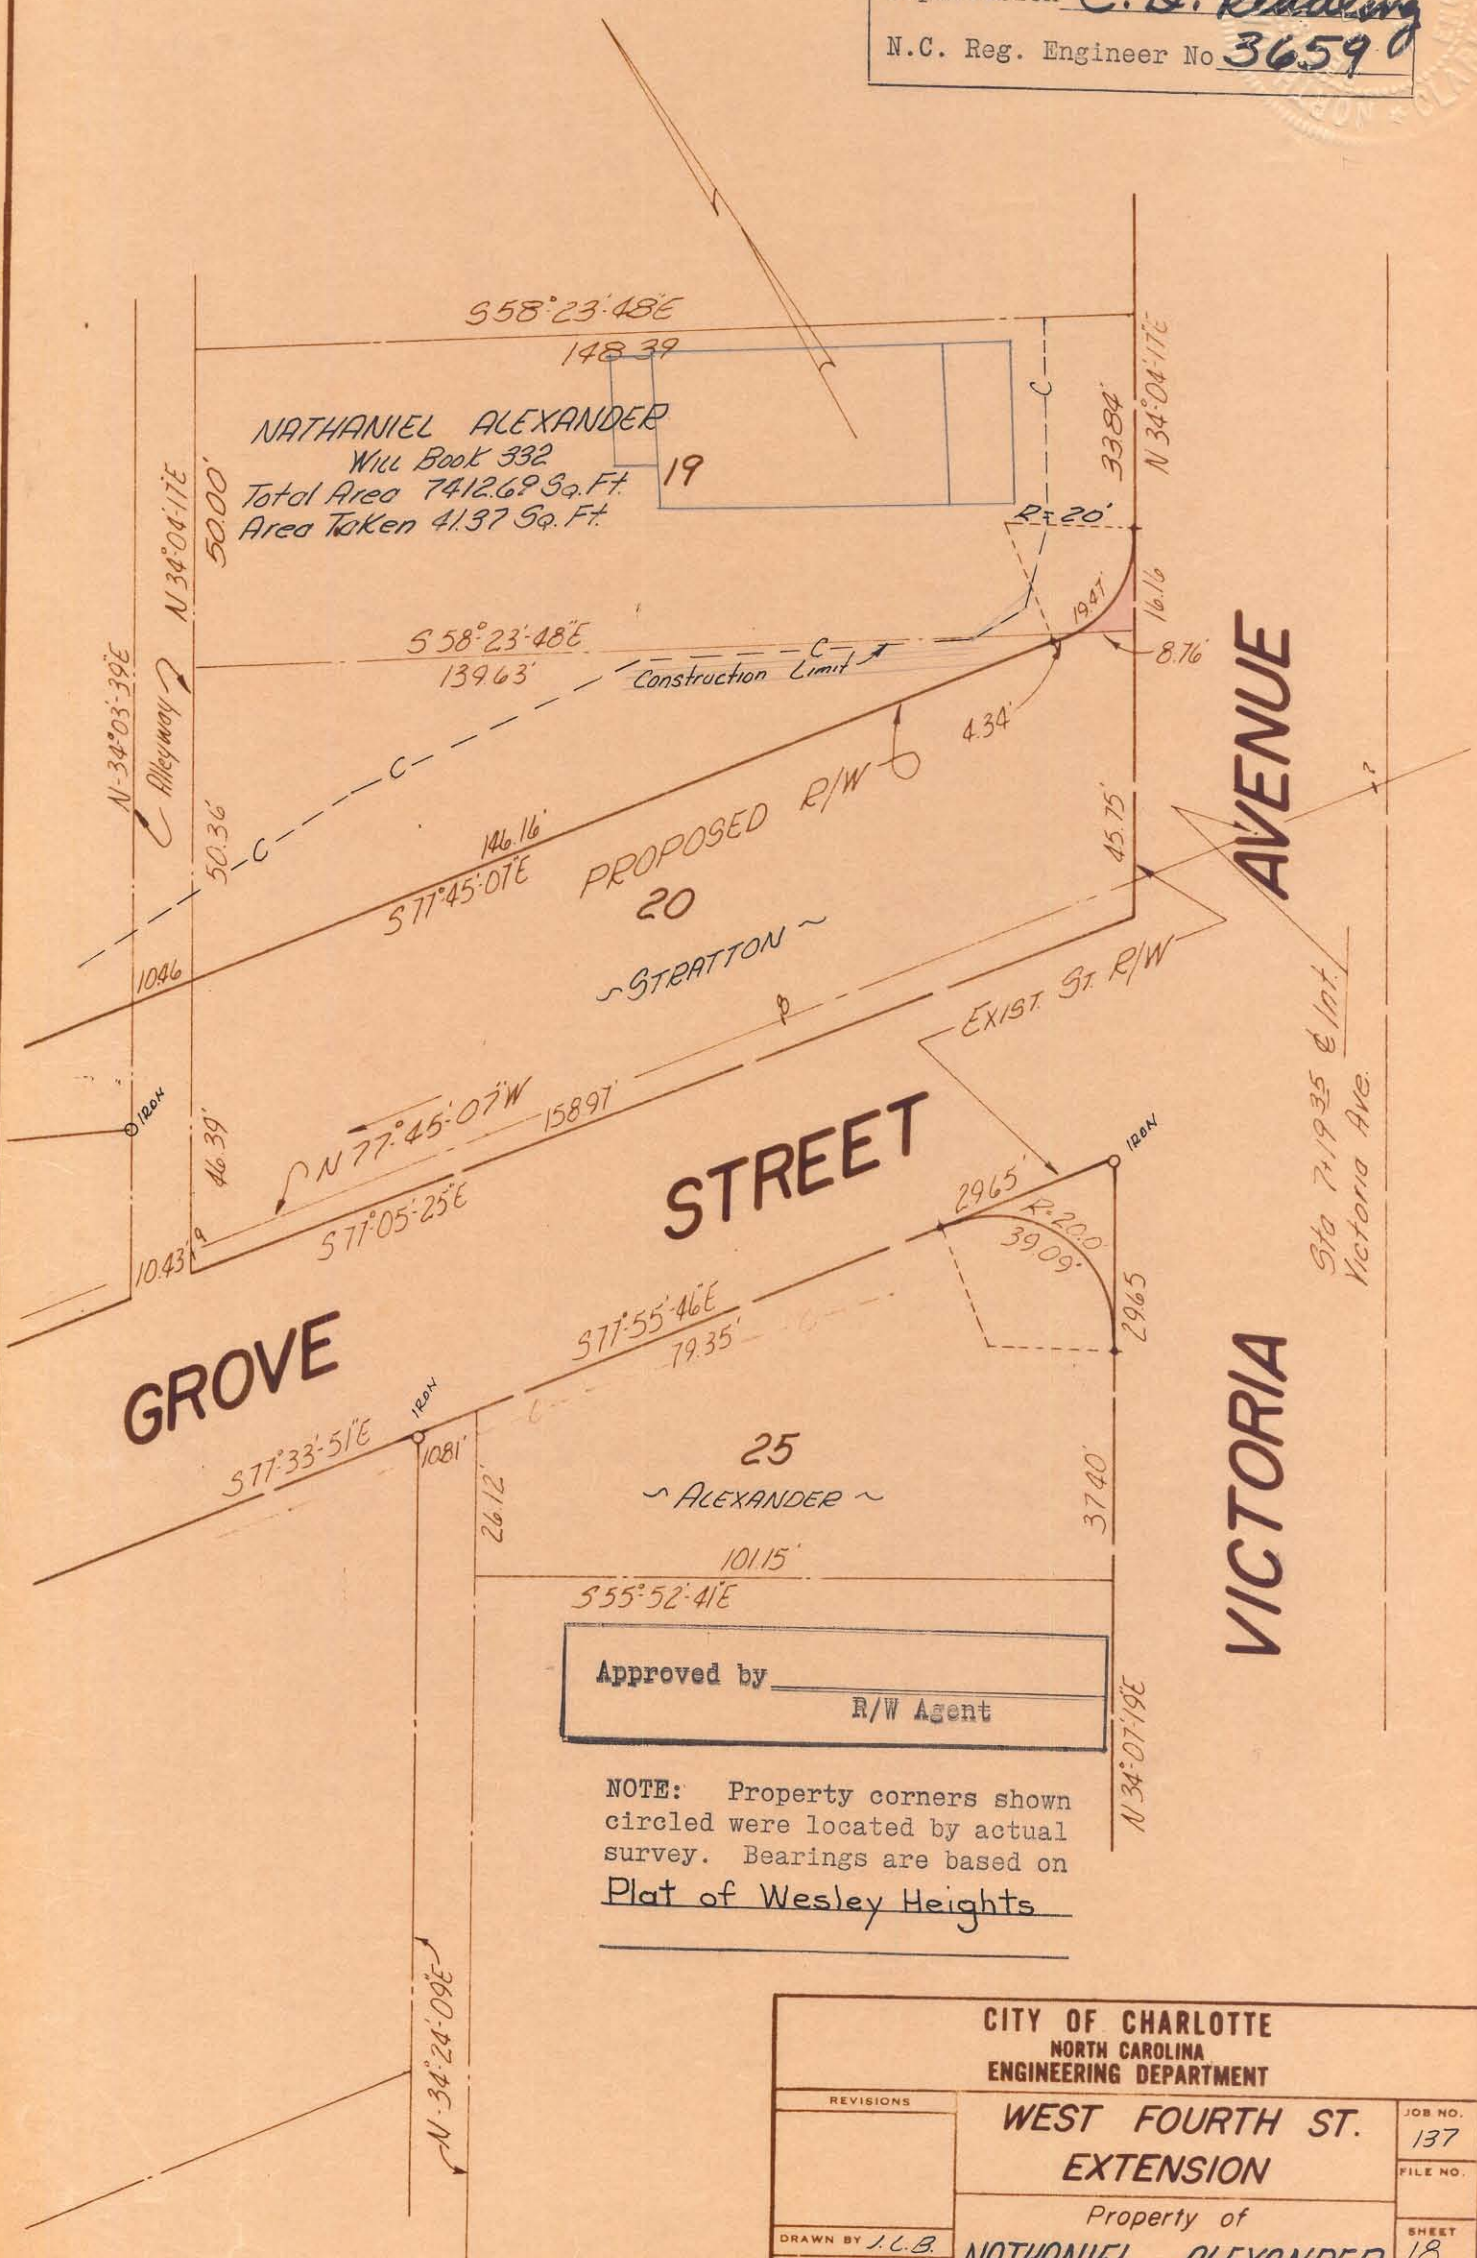 C. D.
N.C. Reg. Engineer No 3659
S 58°-23'-48"E
148.39
NATHANIEL ALEXANDER
WILL BOOK 332
Total Area 7412.69 Sq. Ft.
Area Taken 41.37 Sq. Ft.
19
C
33.84'
N 34°-04'-17"E
R=20'
N 34°-04'-17"E
50.00'
19.47'
16.16
8.76'
S 58°-23'-48"E
139.63'
C
Construction Limit
4.34'
N-34°-03'-39"E
Alleyway
50.36'
C
C
146.16'
S 77°-45'-07"E
PROPOSED R/W
20
~ STRATTON ~
45.75'
AVENUE
10.46
EXIST. ST. R/W
Sta 7+19.35 ₵ Int.
Victoria Ave.
IRON
46.39'
N 77°-45'-07"W
158.97'
S 77°-05'-25"E
10.43'
STREET
IRON
29.65'
R=20.0'
39.09'
29.65
GROVE
S 77°-55'-46"E
79.35'
IRON
S 77°-33'-51"E
10.81'
26.12'
25
~ ALEXANDER ~
37.40'
VICTORIA
101.15'
S 55°-52'-41"E
Approved by
R/W Agent
N 34°-07'-19"E
NOTE: Property corners shown
circled were located by actual
survey. Bearings are based on
Plat of Wesley Heights
N-34°-24'-09"E
CITY OF CHARLOTTE
NORTH CAROLINA
ENGINEERING DEPARTMENT
REVISIONS
WEST FOURTH ST.
EXTENSION
JOB NO.
137
FILE NO.
Property of
NATHANIEL ALEXANDER
DRAWN BY J.L.B.
SHEET
18